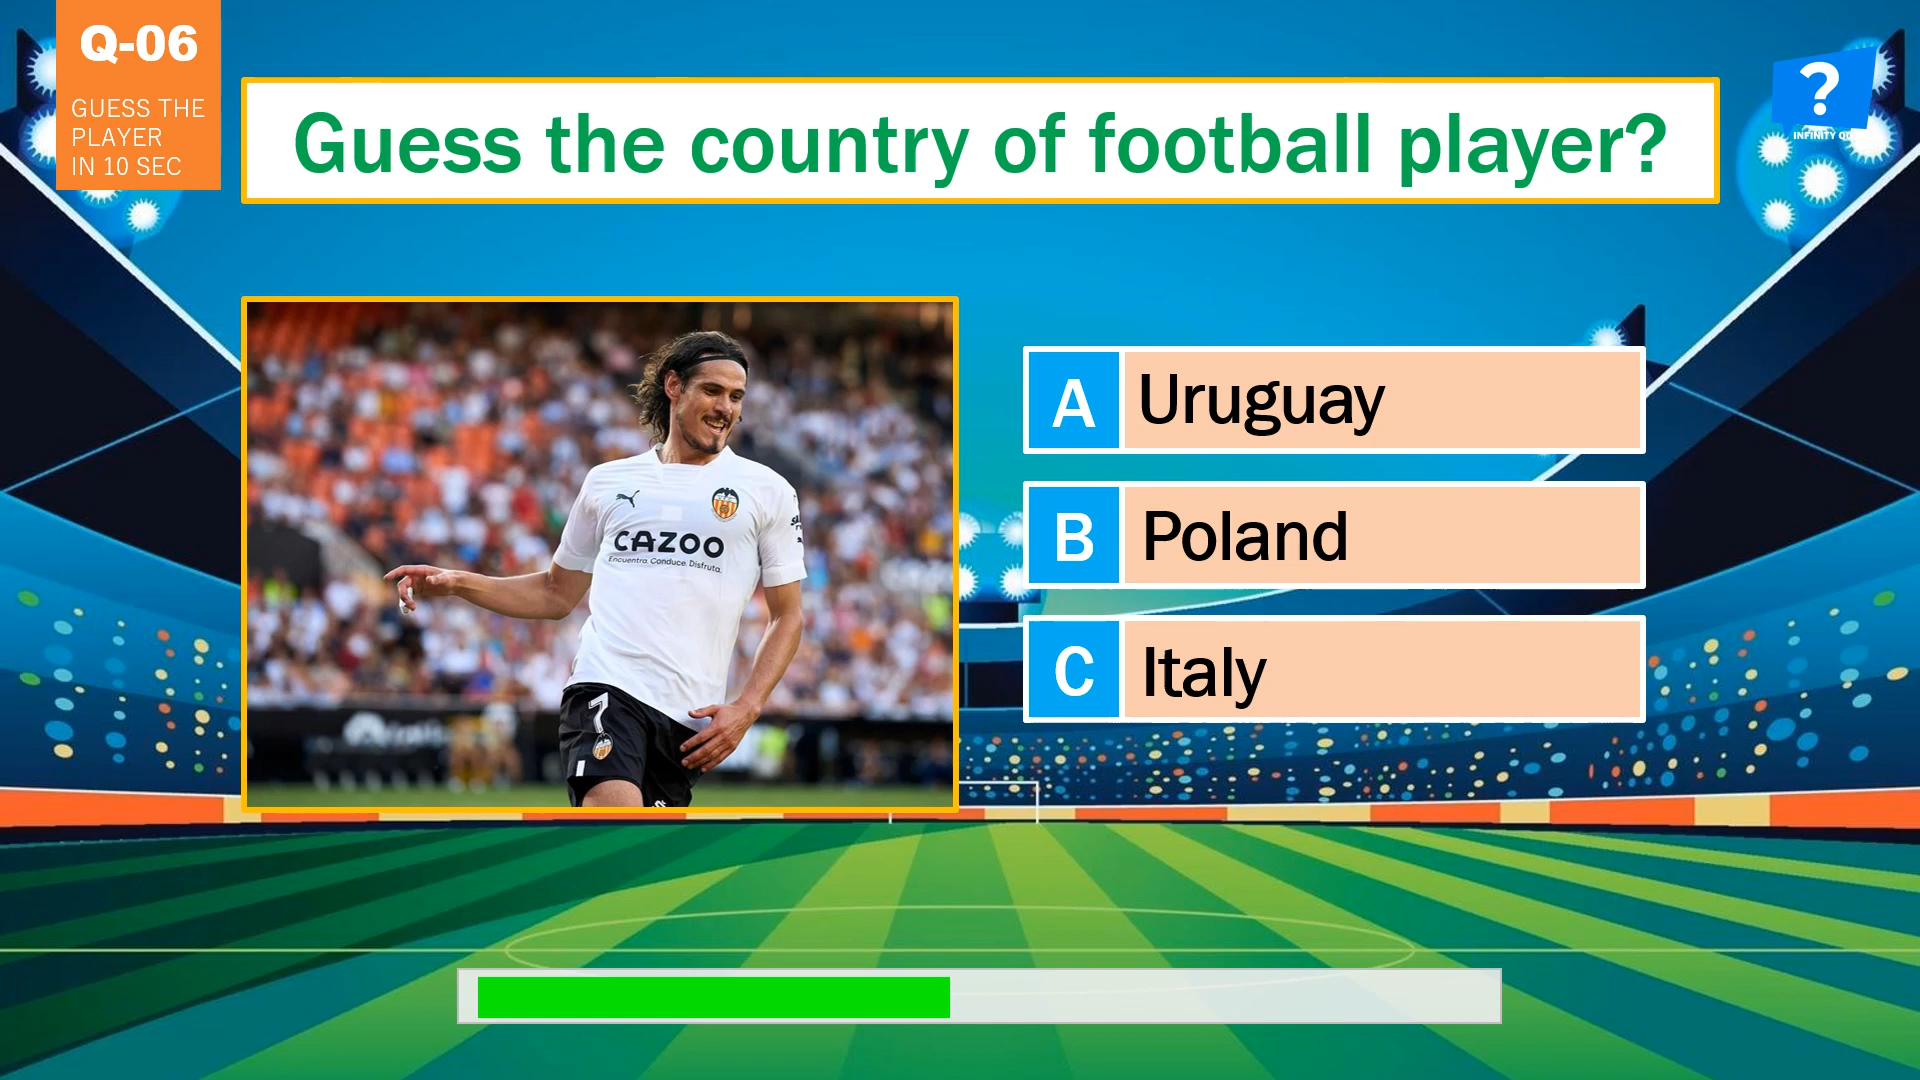 Q-06
GUESS THE
PLAYER
IN 10 SEC
Guess the country of football player?
?
INFINITY
A Uruguay
B Poland
C Italy
CAZOO
Encuentra. Conduce. Disfruta.
7